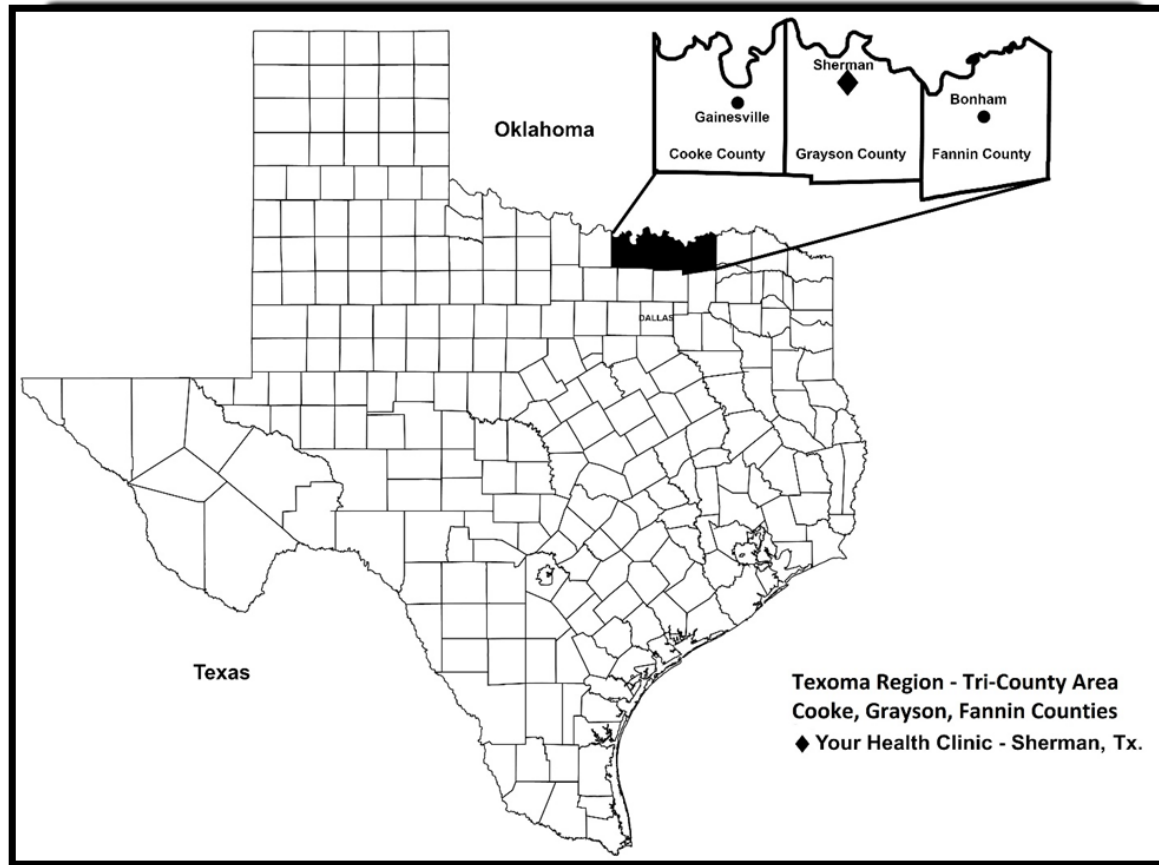 Oklahoma
Sherman
Gainesville
Bonham
Cooke County
Grayson County
Fannin County
DALLAS
Texas
Texoma Region - Tri-County Area
Cooke, Grayson, Fannin Counties
Your Health Clinic - Sherman, Tx.